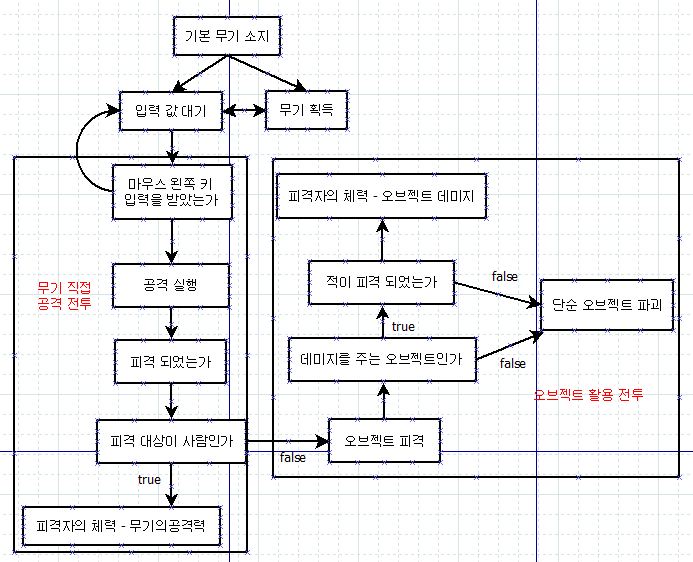 기본 무기 소지
입력 값 대기
무기 획득
마우스 왼쪽 키
입력을 받았는가
피격자의 체력 - 오브젝트 데미지
무기 직접
공격 전투
공격 실행
적이 피격 되었는가
false
단순 오브젝트 파괴
true
피격 되었는가
데미지를 주는 오브젝트인가
false
오브젝트 활용 전투
피격 대상이 사람인가
false
오브젝트 피격
true
피격자의 체력 - 무기의공격력